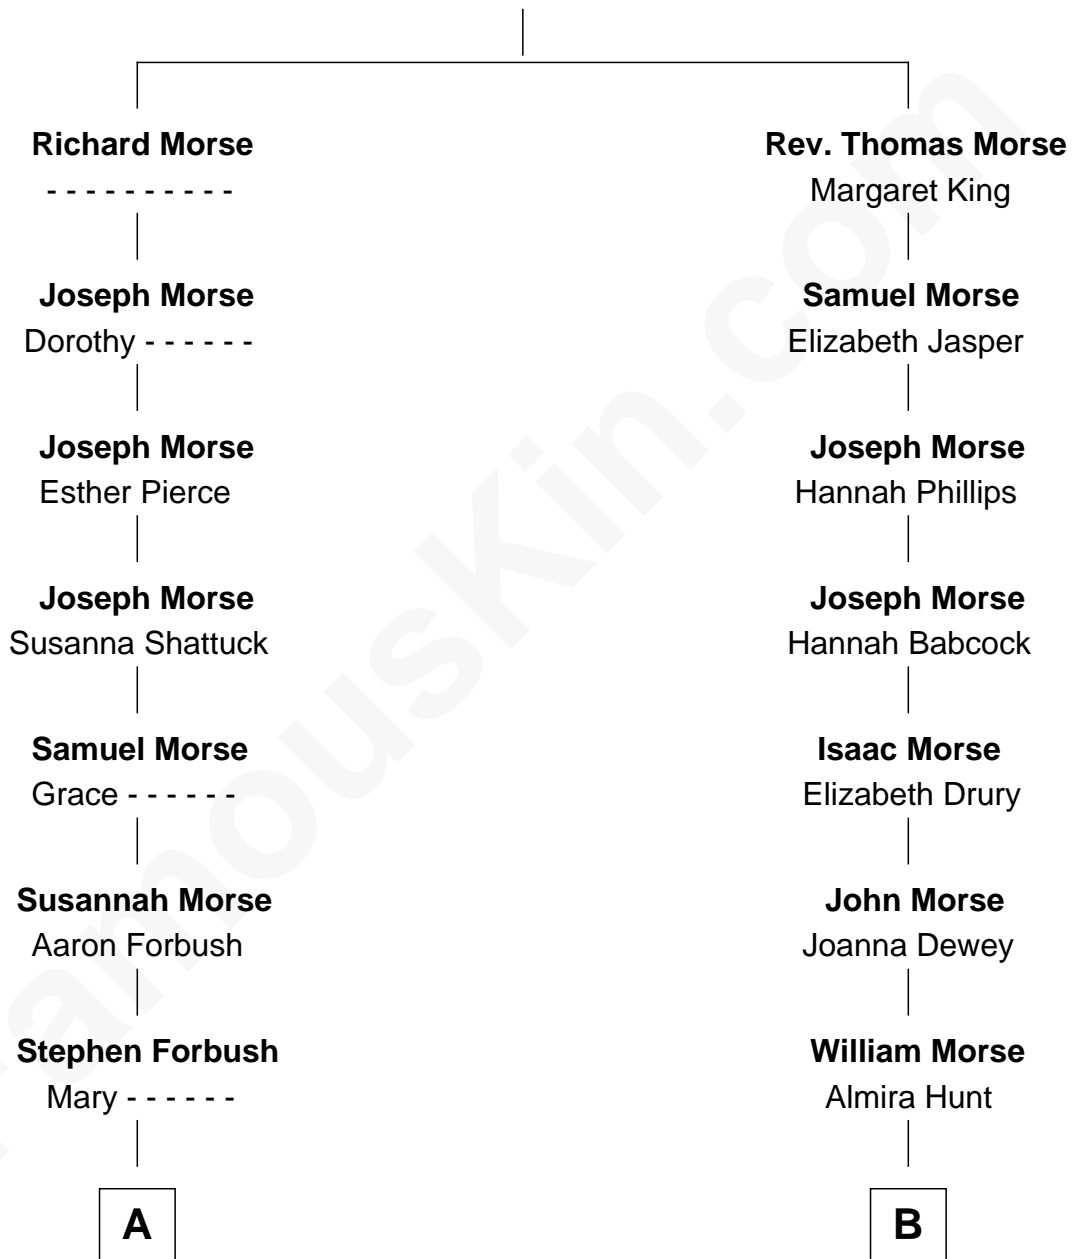 Richard Morse
- - - - - - - - - -
Joseph Morse
Dorothy - - - - - -
Joseph Morse
Esther Pierce
Joseph Morse
Susanna Shattuck
Samuel Morse
Grace - - - - - -
Susannah Morse
Aaron Forbush
Stephen Forbush
Mary - - - - - -
A
Rev. Thomas Morse
Margaret King
Samuel Morse
Elizabeth Jasper
Joseph Morse
Hannah Phillips
Joseph Morse
Hannah Babcock
Isaac Morse
Elizabeth Drury
John Morse
Joanna Dewey
William Morse
Almira Hunt
B
FamousKin.com